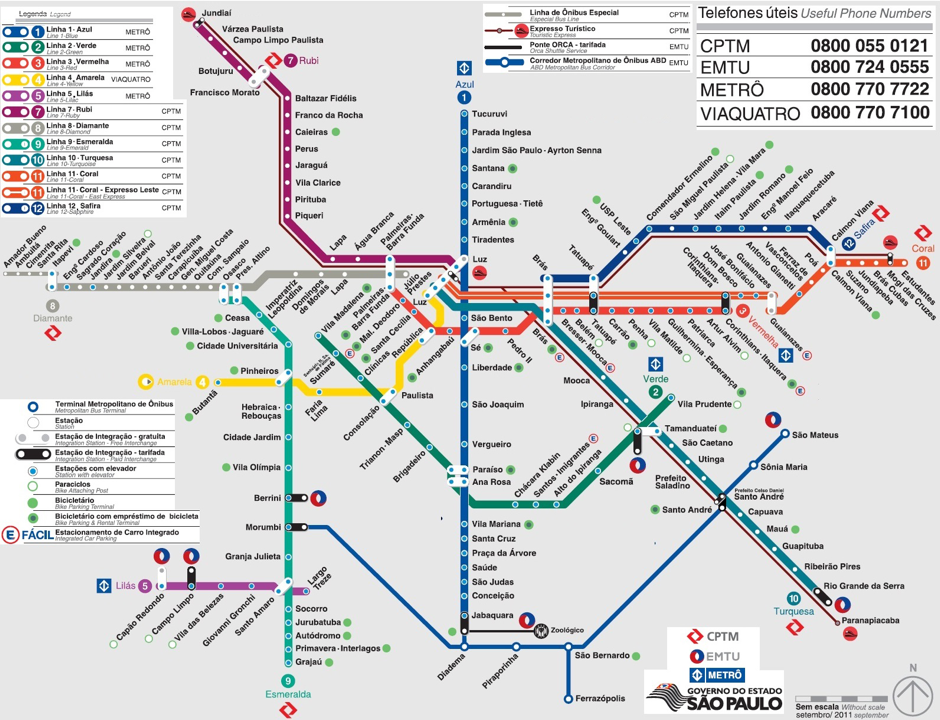 Legenda Legend
1 Linha 1- Azul METRÔ
Line 1-Blue
2 Linha 2- Verde METRÔ
Line 2-Green
3 Linha 3 Vermelha METRÔ
Line 3-Red
4 Linha 4 Amarela VIAQUATRO
Line 4-Yellow
5 Linha 5 Lilás METRÔ
Line 5-Lilac
7 Linha 7- Rubi CPTM
Line 7-Ruby
8 Linha 8- Diamante CPTM
Line 8-Diamond
9 Linha 9- Esmeralda CPTM
Line 9-Emerald
10 Linha 10- Turquesa CPTM
Line 10-Turquoise
11 Linha 11- Coral CPTM
Line 11-Coral
11 Linha 11- Coral - Expresso Leste CPTM
Line 11-Coral - East Express
12 Linha 12 Safira CPTM
Line 12-Sapphire
Linha de Ônibus Especial CPTM
Especial Bus Line
Expresso Turístico CPTM
Touristic Express
Ponte ORCA - tarifada EMTU
Orca Shuttle Service
Corredor Metropolitano de Ônibus ABD EMTU
ABD Metropolitan Bus Corridor
Telefones úteis Useful Phone Numbers
CPTM 0800 055 0121
EMTU 0800 724 0555
METRÔ 0800 770 7722
VIAQUATRO 0800 770 7100
Jundiaí
Várzea Paulista
Campo Limpo Paulista
7 Rubi
Botujuru
Francisco Morato
Baltazar Fidélis
Franco da Rocha
Caieiras
Perus
Jaraguá
Vila Clarice
Pirituba
Piqueri
Lapa
Água Branca
Palmeiras-
Barra Funda
Azul
1
Tucuruvi
Parada Inglesa
Jardim São Paulo - Ayrton Senna
Santana
Carandiru
Portuguesa - Tietê
Armênia
Tiradentes
Luz
São Bento
Sé
Liberdade
São Joaquim
Vergueiro
Paraíso
Ana Rosa
Vila Mariana
Santa Cruz
Praça da Árvore
Saúde
São Judas
Conceição
Jabaquara
Zoológico
Diadema
Piraporinha
São Bernardo
Ferrazópolis
Amador Bueno
Ambuitá
Cimenrita
Santa Rita
Itapevi
Engº Cardoso
Sagrado Coração
Jandira
Jardim Silveira
Jardim Belval
Barueri
Antônio João
Santa Terezinha
Carapicuíba
Gen. Miguel Costa
Quitaúna
Com. Sampaio
Osasco
Pres. Altino
8
Diamante
Imperatriz
Leopoldina
Domingos
de Morais
Lapa
Palmeiras-
Barra Funda
Júlio
Prestes
Luz
Ceasa
Villa-Lobos - Jaguaré
Cidade Universitária
Pinheiros
Amarela 4
Butantã
Hebraica -
Rebouças
Cidade Jardim
Vila Olímpia
Berrini
Morumbi
Granja Julieta
Lilás 5
Capão Redondo
Campo Limpo
Vila das Belezas
Giovanni Gronchi
Santo Amaro
Largo
Treze
Socorro
Jurubatuba
Autódromo
Primavera - Interlagos
Grajaú
9
Esmeralda
Vila Madalena
Sumaré
Clínicas
Mal. Deodoro
Santa Cecília
República
Anhangabaú
Faria
Lima
Paulista
Consolação
Trianon - Masp
Brigadeiro
Chácara Klabin
Santos - Imigrantes
Alto do Ipiranga
Sacomã
Tamanduateí
Vila Prudente
Verde
2
Pedro II
Brás
Brás
Bresser - Mooca
Belém
Tatuapé
Tatuapé
Carrão
Penha
Vila Matilde
Guilhermina - Esperança
Patriarca
Artur Alvim
Corinthians - Itaquera
3
Vermelha
Engº Goulart
USP Leste
Comendador Ermelino
São Miguel Paulista
Jardim Helena - Vila Mara
Itaim Paulista
Jardim Romano
Engº Manoel Feio
Itaquaquecetuba
Aracaré
Calmon Viana
12
Safira
Coral
11
Corinthians-
Itaquera
Dom Bosco
José Bonifácio
Guaianazes
Antonio Gianetti
Ferraz de
Vasconcelos
Poá
Guaianazes
Calmon Viana
Suzano
Jundiapeba
Brás Cubas
Mogi das Cruzes
Estudantes
Mooca
Ipiranga
São Caetano
Utinga
Prefeito
Saladino
Prefeito Celso Daniel
Santo André
Santo André
Capuava
Mauá
Guapituba
Ribeirão Pires
Rio Grande da Serra
10
Turquesa
Paranapiacaba
São Mateus
Sônia Maria
Terminal Metropolitano de Ônibus
Metropolitan Bus Terminal
Estação
Station
Estação de Integração - gratuita
Integration Station - Free Interchange
Estação de Integração - tarifada
Integration Station - Paid Interchange
Estações com elevador
Station with elevator
Paraciclos
Bike Attaching Post
Bicicletário
Bike Parking Terminal
Bicicletário com empréstimo de bicicleta
Bike Parking & Rental Terminal
E FÁCIL Estacionamento de Carro Integrado
Integrated Car Parking
CPTM
EMTU
METRÔ
GOVERNO DO ESTADO
SÃO PAULO
N
Sem escala Without scale
setembro/ 2011 september